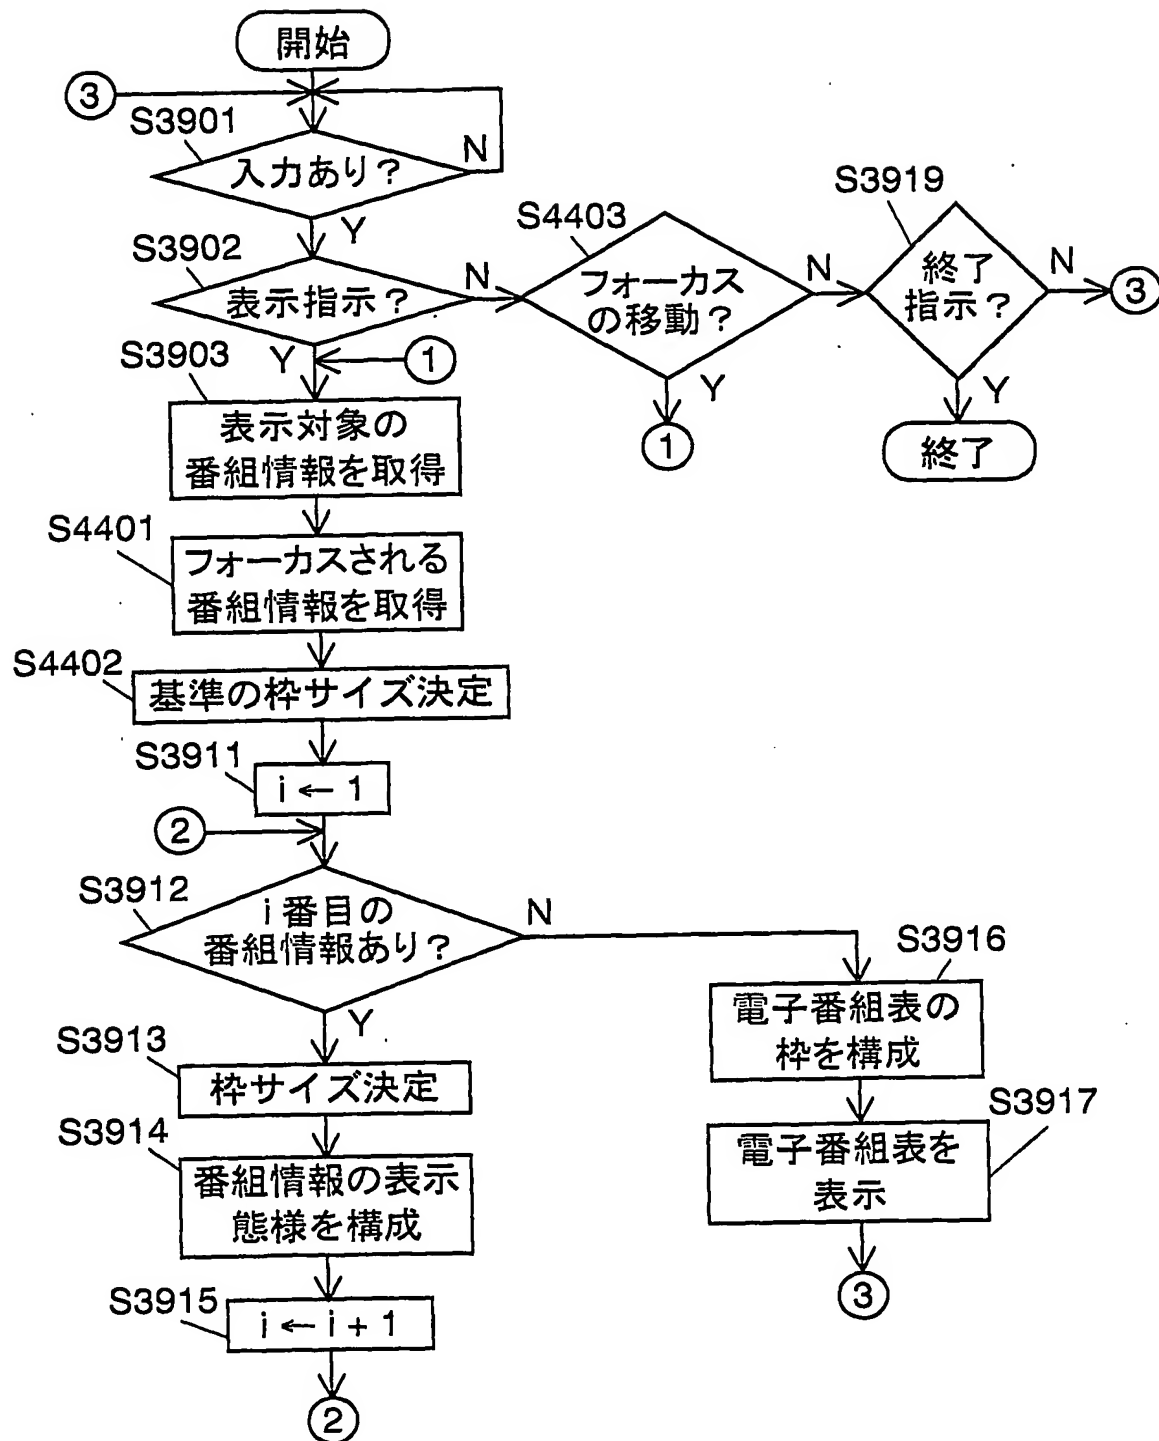 開始
③
S3901
入力あり?
N
Y
S3902
表示指示?
N
Y
S4403
フォーカス
の移動?
N
Y
①
S3919
終了
指示?
N
③
Y
終了
①
S3903
表示対象の
番組情報を取得
S4401
フォーカスされる
番組情報を取得
S4402
基準の枠サイズ決定
S3911
i ← 1
②
S3912
i 番目の
番組情報あり?
N
Y
S3913
枠サイズ決定
S3914
番組情報の表示
態様を構成
S3915
i ← i + 1
②
S3916
電子番組表の
枠を構成
S3917
電子番組表を
表示
③